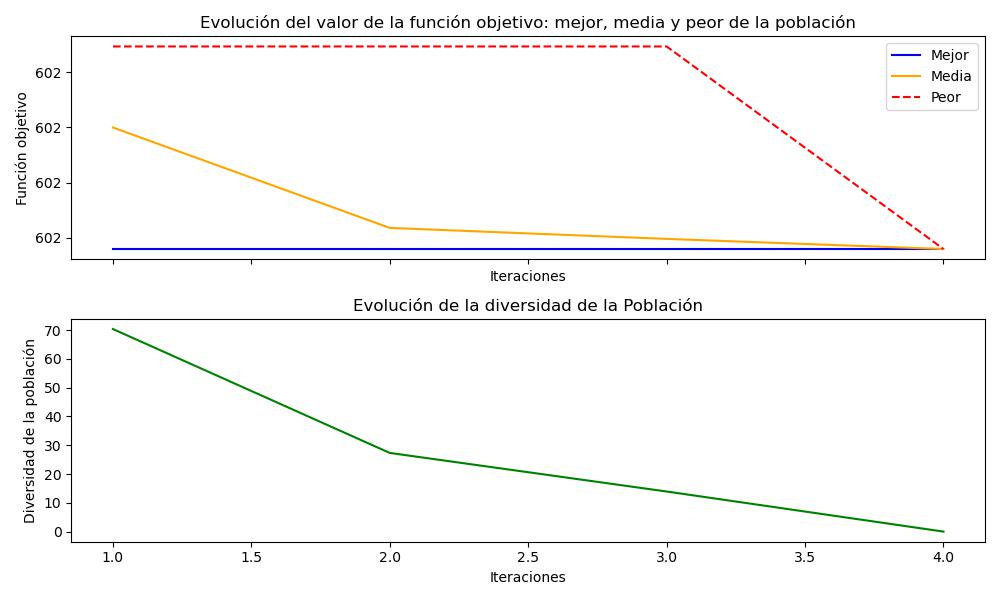 Evolución del valor de la función objetivo: mejor, media y peor de la población
Función objetivo
602
602
602
602
Mejor
Media
Peor
Iteraciones
Evolución de la diversidad de la Población
Diversidad de la población
70
60
50
40
30
20
10
0
1.0
1.5
2.0
2.5
3.0
3.5
4.0
Iteraciones